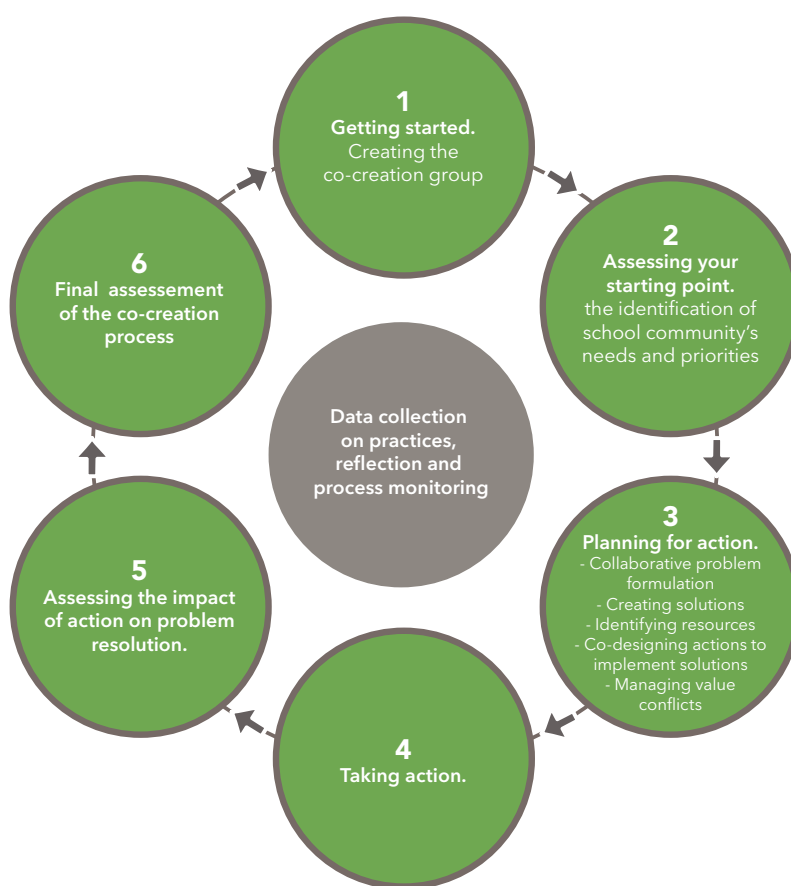 1
Getting started.
Creating the
co-creation group
2
Assessing your
starting point.
the identification of
school community's
needs and priorities
3
Planning for action.
- Collaborative problem
formulation
- Creating solutions
- Identifying resources
- Co-designing actions to
implement solutions
- Managing value
conflicts
4
Taking action.
5
Assessing the impact
of action on problem
resolution.
6
Final assessement
of the co-creation
process
Data collection
on practices,
reflection and
process monitoring